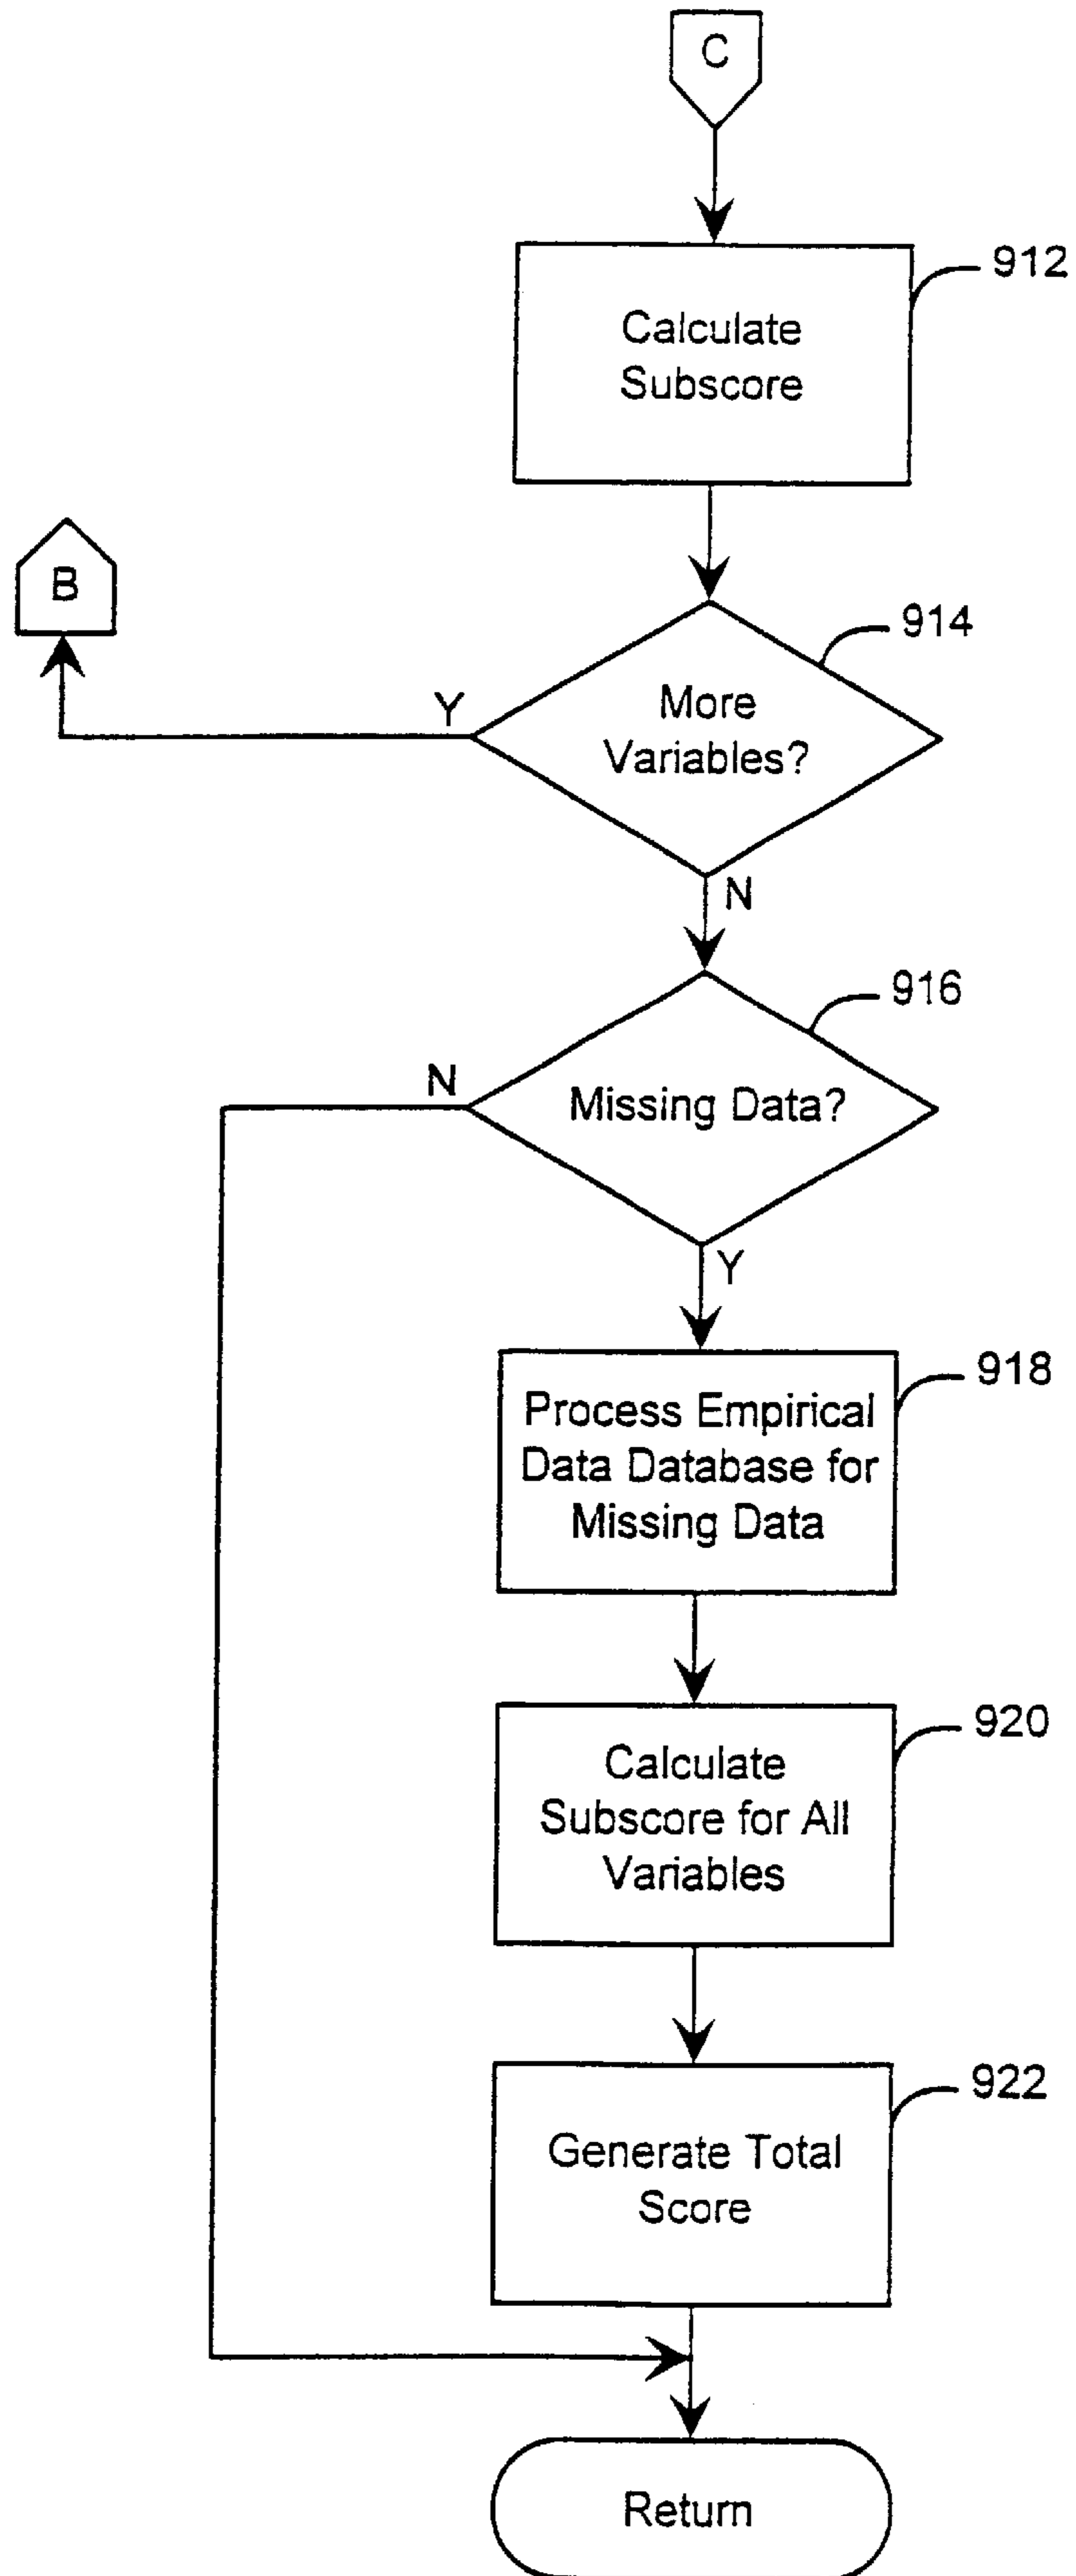 C
912
Calculate
Subscore
B
914
Y
More
Variables?
N
916
N
Missing Data?
Y
918
Process Empirical
Data Database for
Missing Data
920
Calculate
Subscore for All
Variables
922
Generate Total
Score
Return